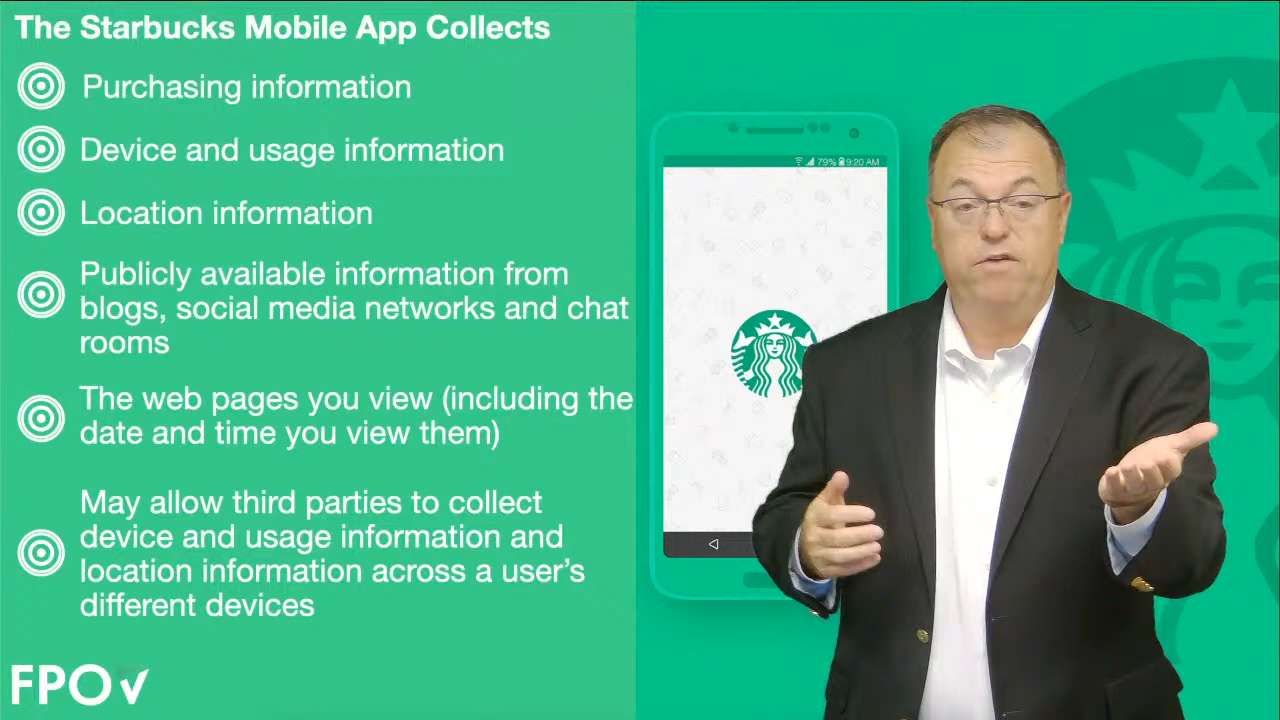 The Starbucks Mobile App Collects
Purchasing information
Device and usage information
Location information
Publicly available information from
blogs, social media networks and chat
rooms
The web pages you view (including the
date and time you view them)
May allow third parties to collect
device and usage information and
location information across a user's
different devices
79% 9:20 AM
FPOV